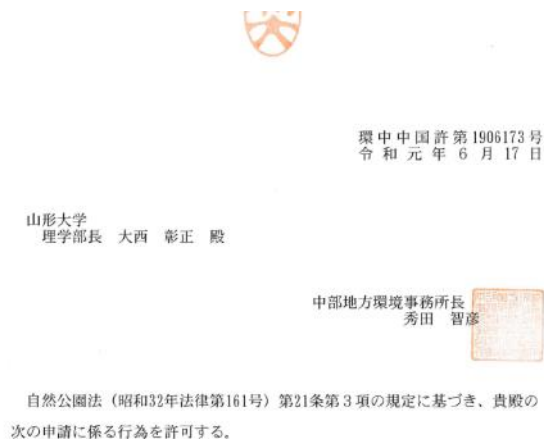 環中中国許第1906173号
令和元年6月17日
山形大学
理学部長 大西 彰正 殿
中部地方環境事務所長
秀田 智彦
自然公園法（昭和32年法律第161号）第21条第3項の規定に基づき、貴殿の
次の申請に係る行為を許可する。